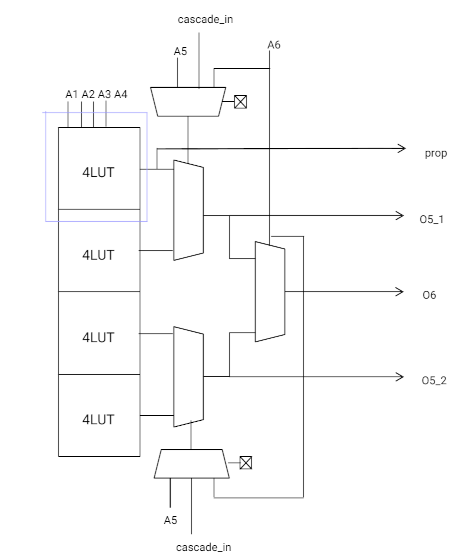 cascade_in
A5
A6
A1 A2 A3 A4
4LUT
prop
O5_1
4LUT
O6
4LUT
O5_2
4LUT
A5
cascade_in